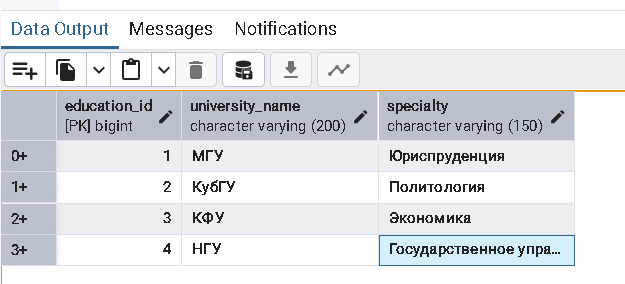 Data Output Messages Notifications
education_id university_name specialty
[PK] bigint character varying (200) character varying (150)
0+ 1 МГУ Юриспруденция
1+ 2 КубГУ Политология
2+ 3 КФУ Экономика
3+ 4 НГУ Государственное упра...